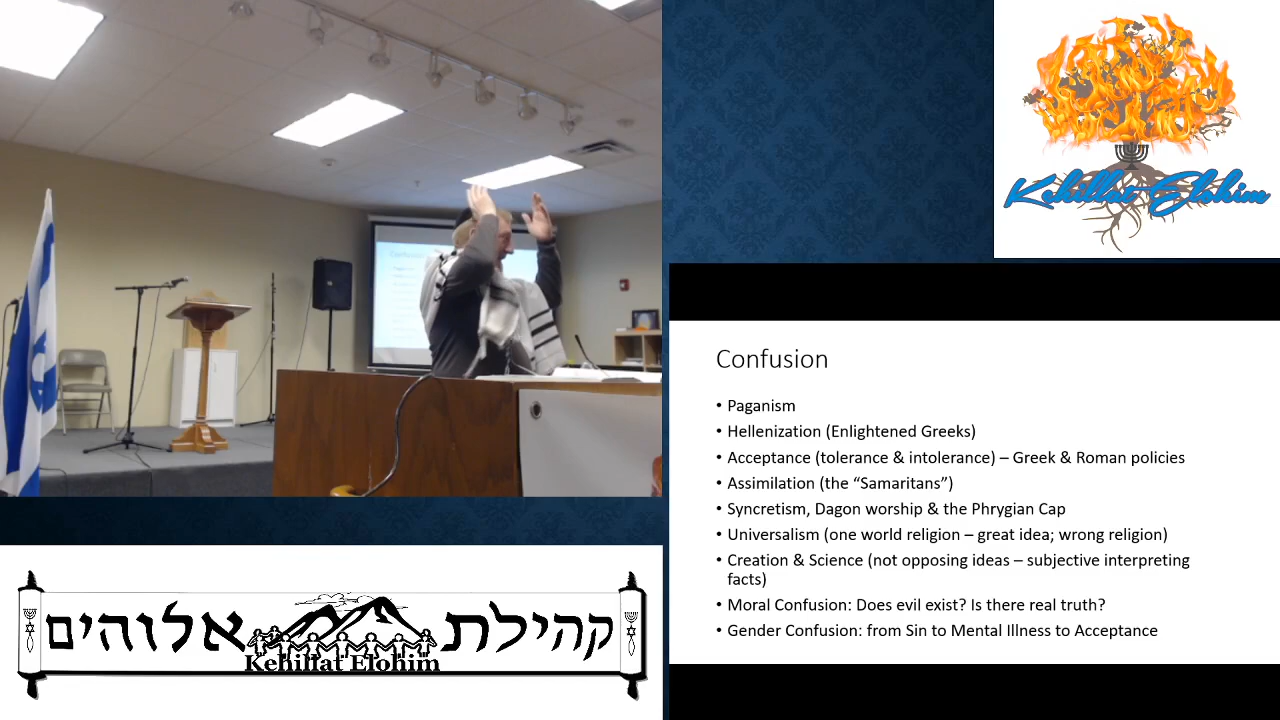 Kehillat Elohim
Confusion
Confusion
• Paganism
• Hellenization (Enlightened Greeks)
• Acceptance (tolerance & intolerance) – Greek & Roman policies
• Assimilation (the “Samaritans”)
• Syncretism, Dagon worship & the Phrygian Cap
• Universalism (one world religion – great idea; wrong religion)
• Creation & Science (not opposing ideas – subjective interpreting
facts)
• Moral Confusion: Does evil exist? Is there real truth?
• Gender Confusion: from Sin to Mental Illness to Acceptance
קהילת אלוהים
Kehillat Elohim